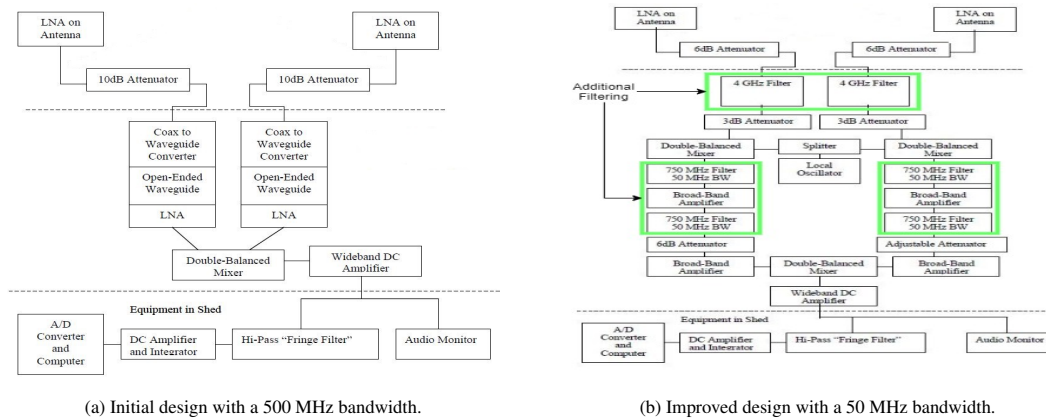 LNA on
Antenna
LNA on
Antenna
10dB Attenuator
10dB Attenuator
Coax to
Waveguide
Converter
Coax to
Waveguide
Converter
Open-Ended
Waveguide
Open-Ended
Waveguide
LNA
LNA
Double-Balanced
Mixer
Wideband DC
Amplifier
Equipment in Shed
A/D
Converter
and
Computer
DC Amplifier
and Integrator
Hi-Pass “Fringe Filter”
Audio Monitor
(a) Initial design with a 500 MHz bandwidth.
LNA on
Antenna
LNA on
Antenna
6dB Attenuator
6dB Attenuator
Additional
Filtering
4 GHz Filter
4 GHz Filter
3dB Attenuator
3dB Attenuator
Double-Balanced
Mixer
Splitter
Double-Balanced
Mixer
Local
Oscillator
750 MHz Filter
50 MHz BW
750 MHz Filter
50 MHz BW
Broad-Band
Amplifier
Broad-Band
Amplifier
750 MHz Filter
50 MHz BW
750 MHz Filter
50 MHz BW
6dB Attenuator
Adjustable Attenuator
Broad-Band
Amplifier
Double-Balanced
Mixer
Broad-Band
Amplifier
Wideband DC
Amplifier
Equipment in Shed
A/D
Converter
and
Computer
DC Amplifier
and Integrator
Hi-Pass “Fringe Filter”
Audio Monitor
(b) Improved design with a 50 MHz bandwidth.